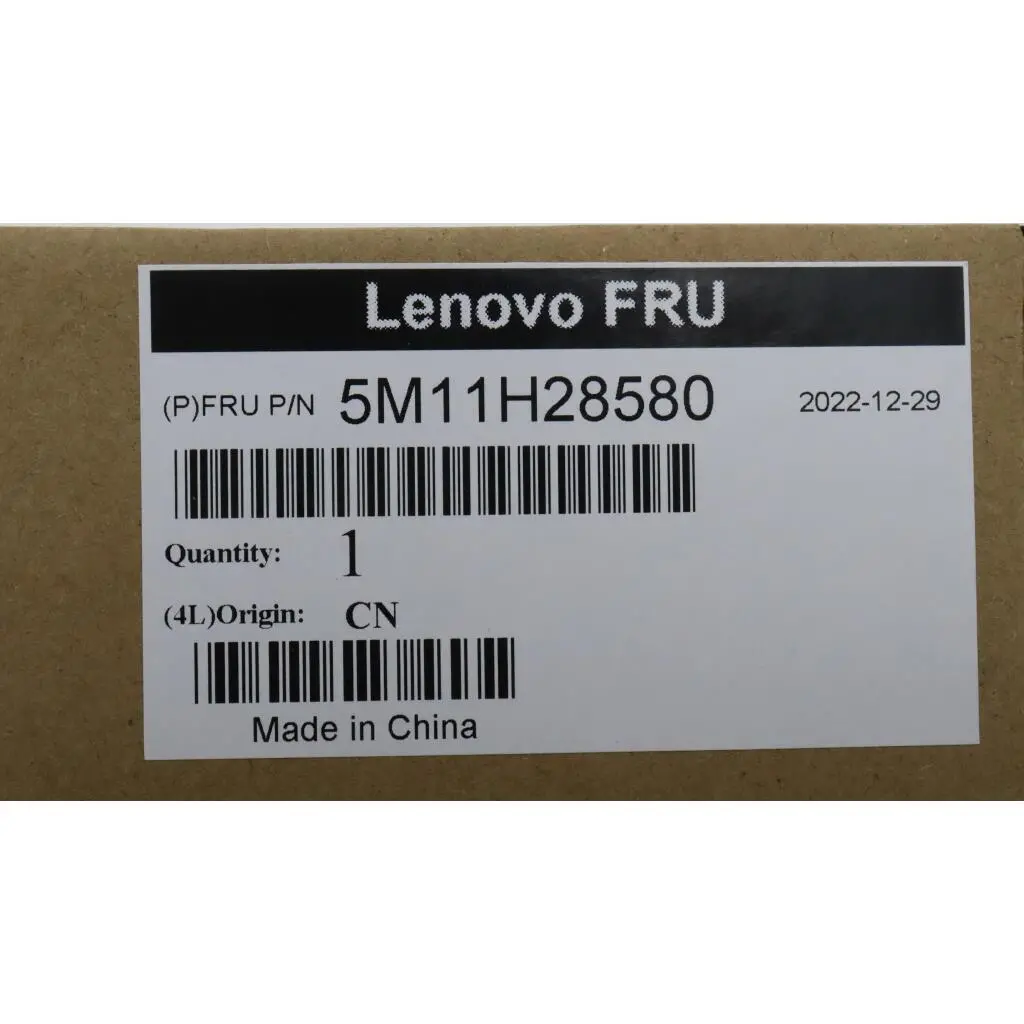 Lenovo FRU
(P)FRU P/N 5M11H28580 2022-12-29
Quantity: 1
(4L)Origin: CN
Made in China